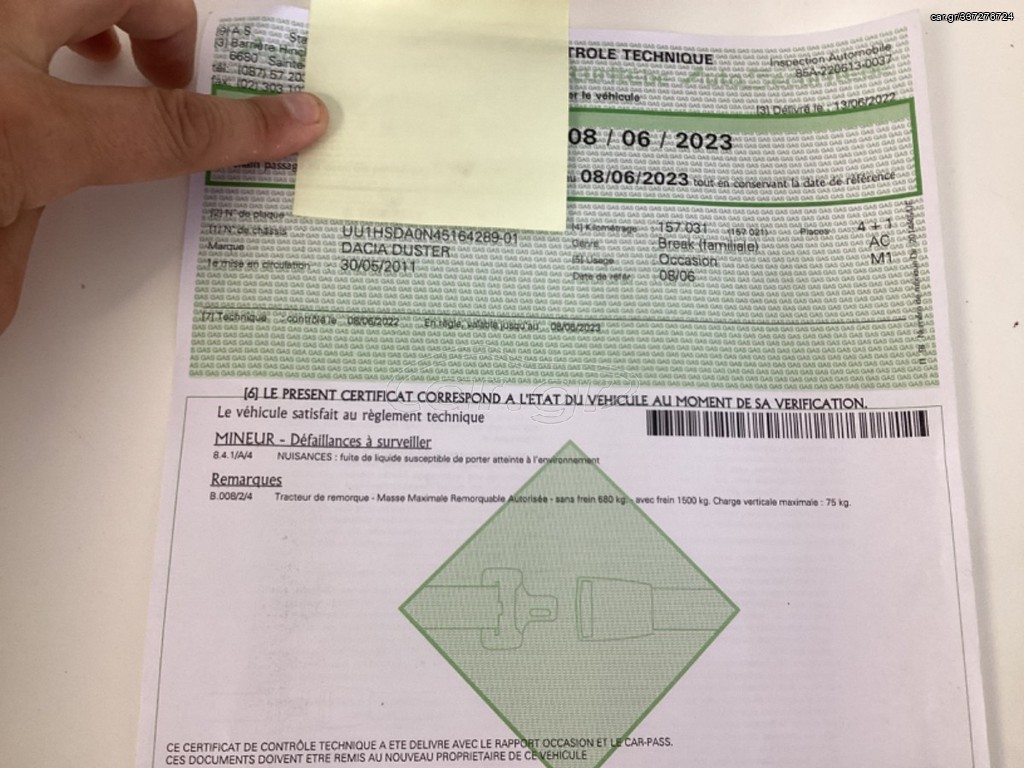 car.gr/337276724
[9] A.S.
TROLE TECHNIQUE
Inspection Automobile
85A-220613-0037
er le véhicule
[3] Délivré le : 13/06/2022
08 / 06 / 2023
08/06/2023 tout en conservant la date de référence
[2] N° de plaque
[1] N° de châssis UU1HSDA0N45164289-01
[4] Kilométrage 157 031 (157 021) Places 4 + 1
Marque DACIA DUSTER
Genre Break (familiale) AC
1e mise en circulation 30/05/2011
[5] Usage Occasion M1
Date de référ 08/06
[7] Technique : contrôlé le 08/06/2022 En règle, valable jusqu'au 08/06/2023
[6] LE PRESENT CERTIFICAT CORRESPOND A L'ETAT DU VEHICULE AU MOMENT DE SA VERIFICATION.
Le véhicule satisfait au règlement technique
MINEUR - Défaillances à surveiller
8.4.1/A/4 NUISANCES : fuite de liquide susceptible de porter atteinte à l'environnement
Remarques
B.008/2/4 Tracteur de remorque - Masse Maximale Remorquable Autorisée - sans frein 680 kg. - avec frein 1500 kg. Charge verticale maximale : 75 kg.
CE CERTIFICAT DE CONTRÔLE TECHNIQUE A ETE DELIVRE AVEC LE RAPPORT OCCASION ET LE CAR-PASS.
CES DOCUMENTS DOIVENT ETRE REMIS AU NOUVEAU PROPRIETAIRE DE CE VEHICULE